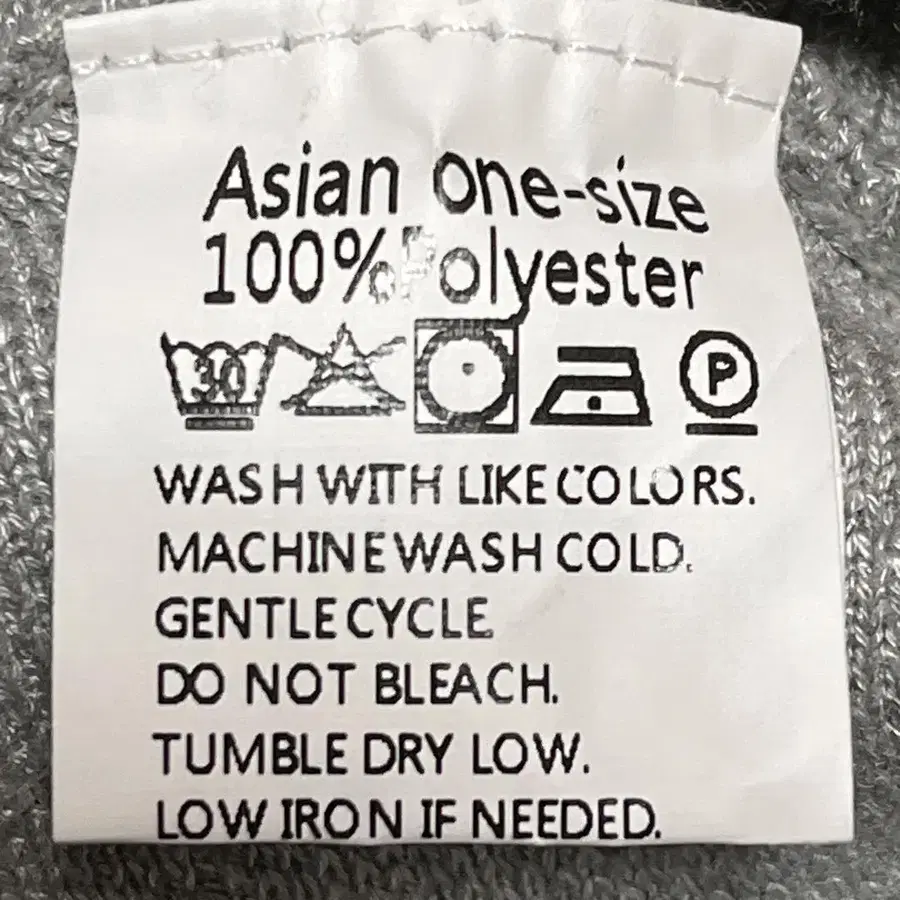 Asian one-size
100%Polyester
30 P
WASH WITH LIKE COLORS.
MACHINE WASH COLD.
GENTLE CYCLE
DO NOT BLEACH.
TUMBLE DRY LOW.
LOW IRON IF NEEDED.